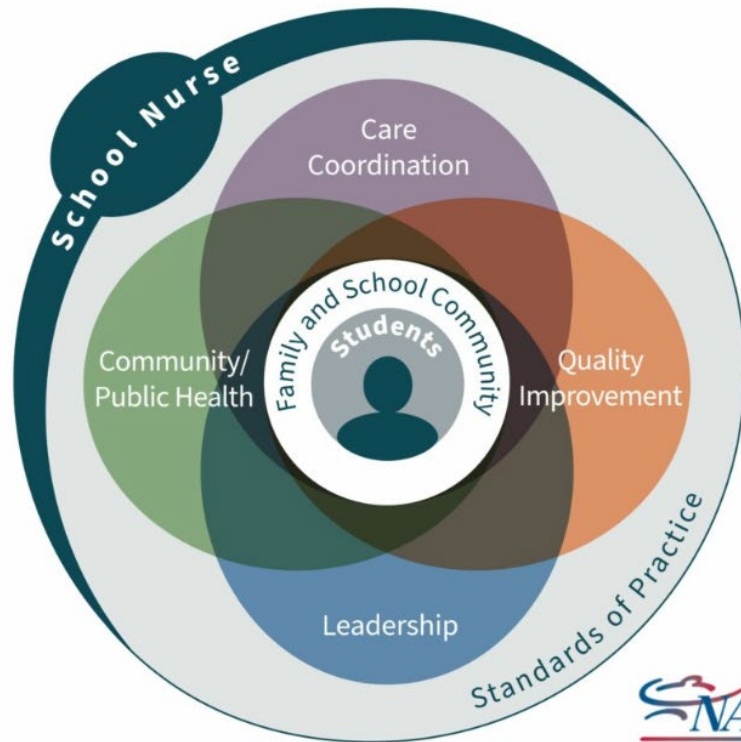 School Nurse
Care
Coordination
Family and School Community
Students
Community/
Public Health
Quality
Improvement
Leadership
Standards of Practice